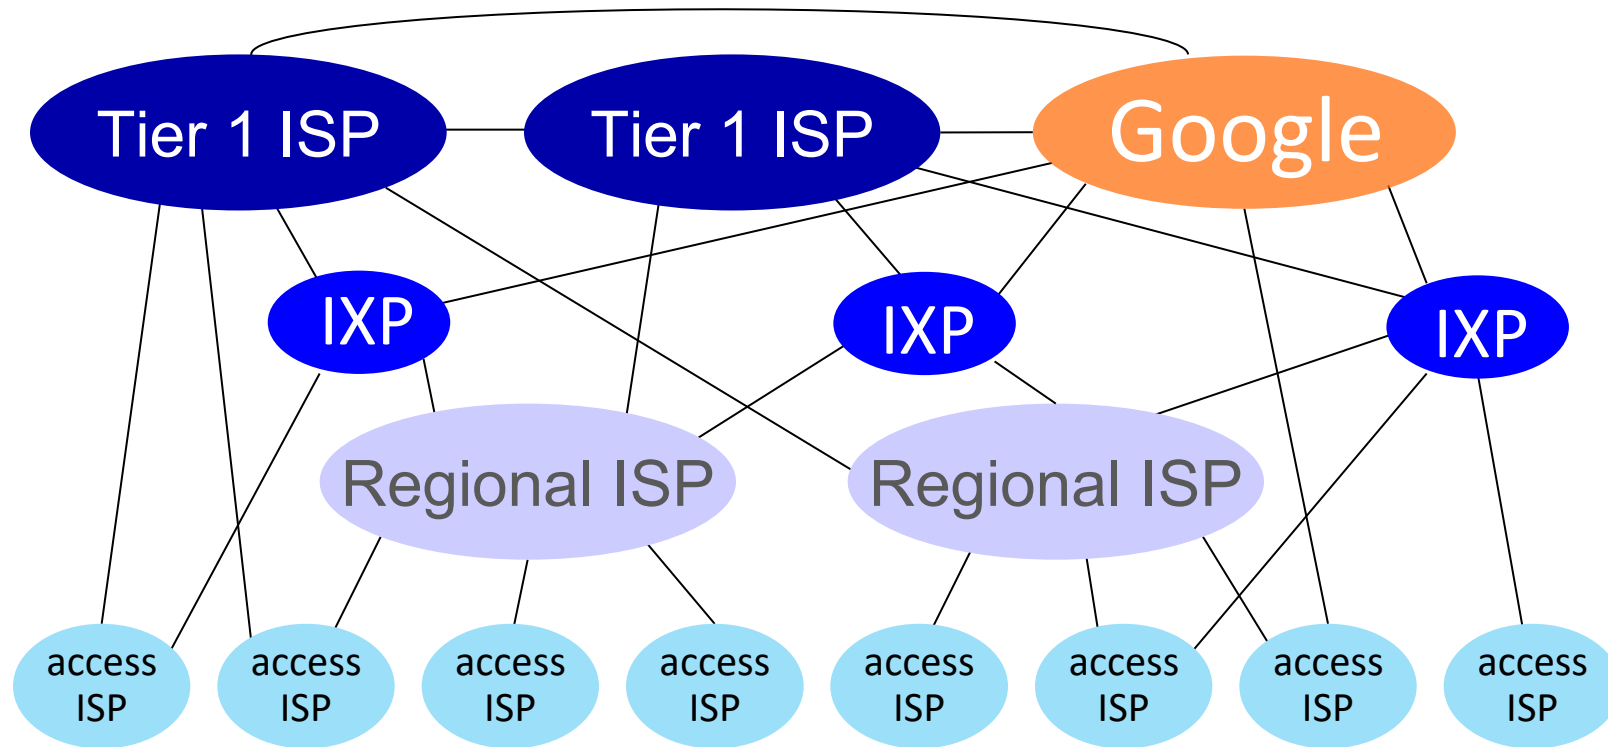 Tier 1 ISP
Tier 1 ISP
Google
IXP
IXP
IXP
Regional ISP
Regional ISP
access
ISP
access
ISP
access
ISP
access
ISP
access
ISP
access
ISP
access
ISP
access
ISP